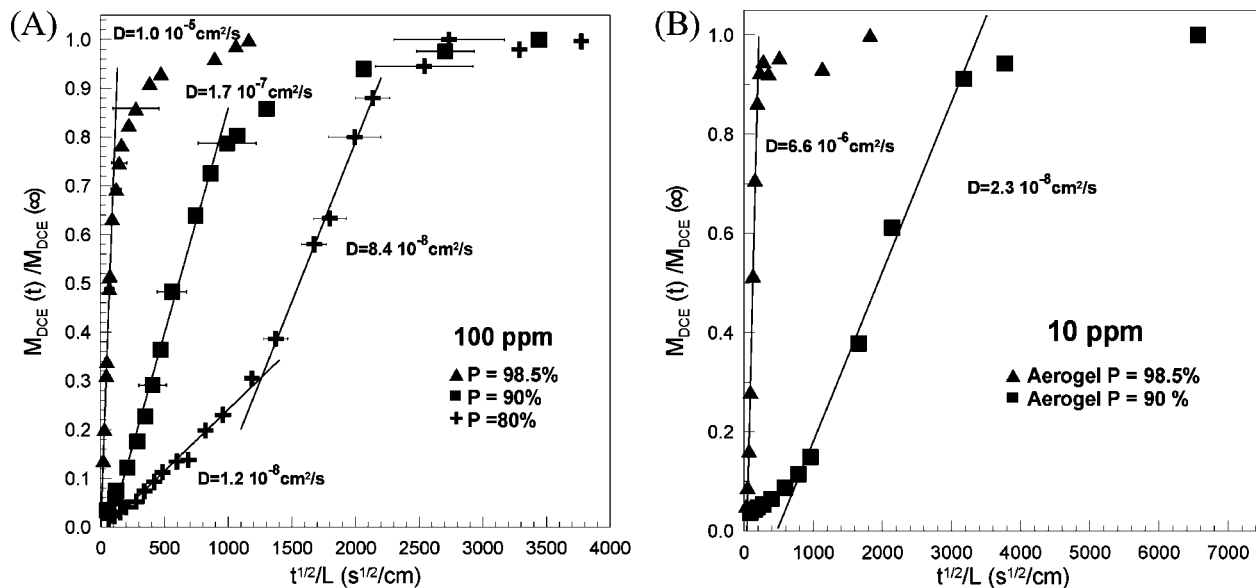 (A)
D=1.0 10⁻⁵cm²/s
D=1.7 10⁻⁷cm²/s
D=8.4 10⁻⁸cm²/s
D=1.2 10⁻⁸cm²/s
100 ppm
P = 98.5%
P = 90%
P =80%
M_DCE (t) /M_DCE (∞)
1.0
0.9
0.8
0.7
0.6
0.5
0.4
0.3
0.2
0.1
0.0
0 500 1000 1500 2000 2500 3000 3500 4000
t^1/2/L (s^1/2/cm)
(B)
D=6.6 10⁻⁶cm²/s
D=2.3 10⁻⁸cm²/s
10 ppm
Aerogel P = 98.5%
Aerogel P = 90 %
M_DCE (t) /M_DCE (∞)
1.0
0.8
0.6
0.4
0.2
0.0
0 1000 2000 3000 4000 5000 6000 7000
t^1/2/L (s^1/2/cm)